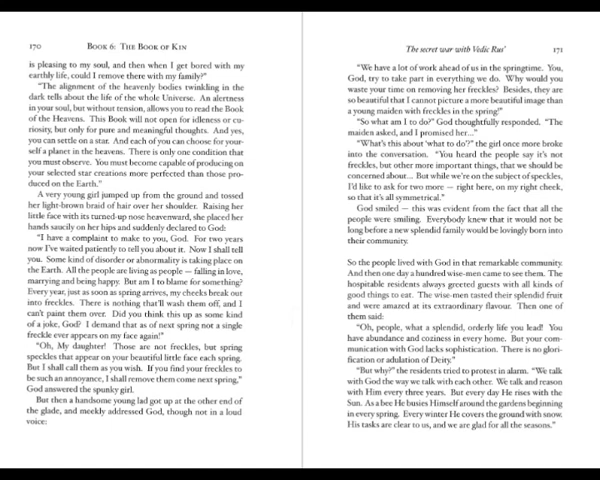 170 BOOK 6: THE BOOK OF KIN
is pleasing to my soul, and then when I get bored with my
earthly life, could I remove there with my family?"
"The alignment of the heavenly bodies twinkling in the
dark tells about the life of the whole Universe. An alertness
in your soul, but without tension, allows you to read the Book
of the Heavens. This Book will not open for idleness or cu-
riosity, but only for pure and meaningful thoughts. And yes,
you can settle on a star. And each of you can choose for your-
self a planet in the heavens. There is only one condition that
you must observe. You must become capable of producing on
your selected star creations more perfected than those pro-
duced on the Earth."
A very young girl jumped up from the ground and tossed
her light-brown braid of hair over her shoulder. Raising her
little face with its turned-up nose heavenward, she placed her
hands saucily on her hips and suddenly declared to God:
"I have a complaint to make to you, God. For two years
now I've waited patiently to tell you about it. Now I shall tell
you. Some kind of disorder or abnormality is taking place on
the Earth. All the people are living as people — falling in love,
marrying and being happy. But am I to blame for something?
Every year, just as soon as spring arrives, my cheeks break out
into freckles. There is nothing that'll wash them off, and I
can't paint them over. Did you think this up as some kind
of a joke, God? I demand that as of next spring not a single
freckle ever appears on my face again!"
"Oh, My daughter! Those are not freckles, but spring
speckles that appear on your beautiful little face each spring.
But I shall call them as you wish. If you find your freckles to
be such an annoyance, I shall remove them come next spring,"
God answered the spunky girl.
But then a handsome young lad got up at the other end of
the glade, and meekly addressed God, though not in a loud
voice:
The secret war with Vedic Rus' 171
"We have a lot of work ahead of us in the springtime. You,
God, try to take part in everything we do. Why would you
waste your time on removing her freckles? Besides, they are
so beautiful that I cannot picture a more beautiful image than
a young maiden with freckles in the spring!"
"So what am I to do?" God thoughtfully responded. "The
maiden asked, and I promised her..."
"What's this about 'what to do'?" the girl once more broke
into the conversation. "You heard the people say it's not
freckles, but other more important things, that we should be
concerned about... But while we're on the subject of speckles,
I'd like to ask for two more — right here, on my right cheek,
so that it's all symmetrical."
God smiled — this was evident from the fact that all the
people were smiling. Everybody knew that it would not be
long before a new splendid family would be lovingly born into
their community.
So the people lived with God in that remarkable community.
And then one day a hundred wise-men came to see them. The
hospitable residents always greeted guests with all kinds of
good things to eat. The wise-men tasted their splendid fruit
and were amazed at its extraordinary flavour. Then one of
them said:
"Oh, people, what a splendid, orderly life you lead! You
have abundance and coziness in every home. But your com-
munication with God lacks sophistication. There is no glori-
fication or adulation of Deity."
"But why?" the residents tried to protest in alarm. "We talk
with God the way we talk with each other. We talk and reason
with Him every three years. But every day He rises with the
Sun. As a bee He busies Himself around the gardens beginning
in every spring. Every winter He covers the ground with snow.
His tasks are clear to us, and we are glad for all the seasons."